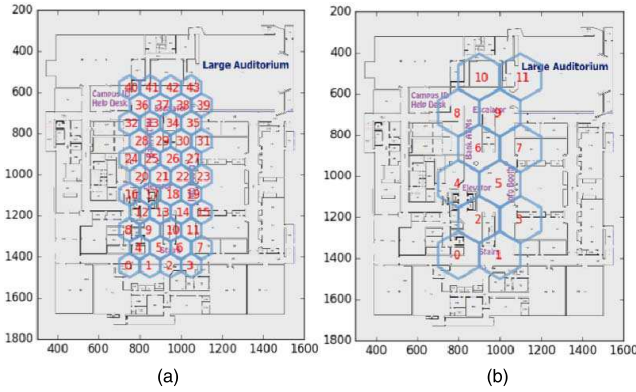 200
400
Large Auditorium
600
40 41 42 43
Campus ID
Help Desk
36 37 38 39
32 33 34 35
800
28 29 30 31
24 25 26 27
1000
20 21 22 23
16 17 18 19
1200
12 13 14 15
8 9 10 11
4 5 6 7
1400
0 1 2 3
1600
1800
400 600 800 1000 1200 1400 1600
(a)
200
400
Large Auditorium
10 11
600
Campus ID
Help Desk
Escalator
8 9
800
Bank ATMs
6 7
1000
4 5
Elevator
Info Booth
1200
2 3
1400
Stairs
0 1
1600
1800
400 600 800 1000 1200 1400 1600
(b)